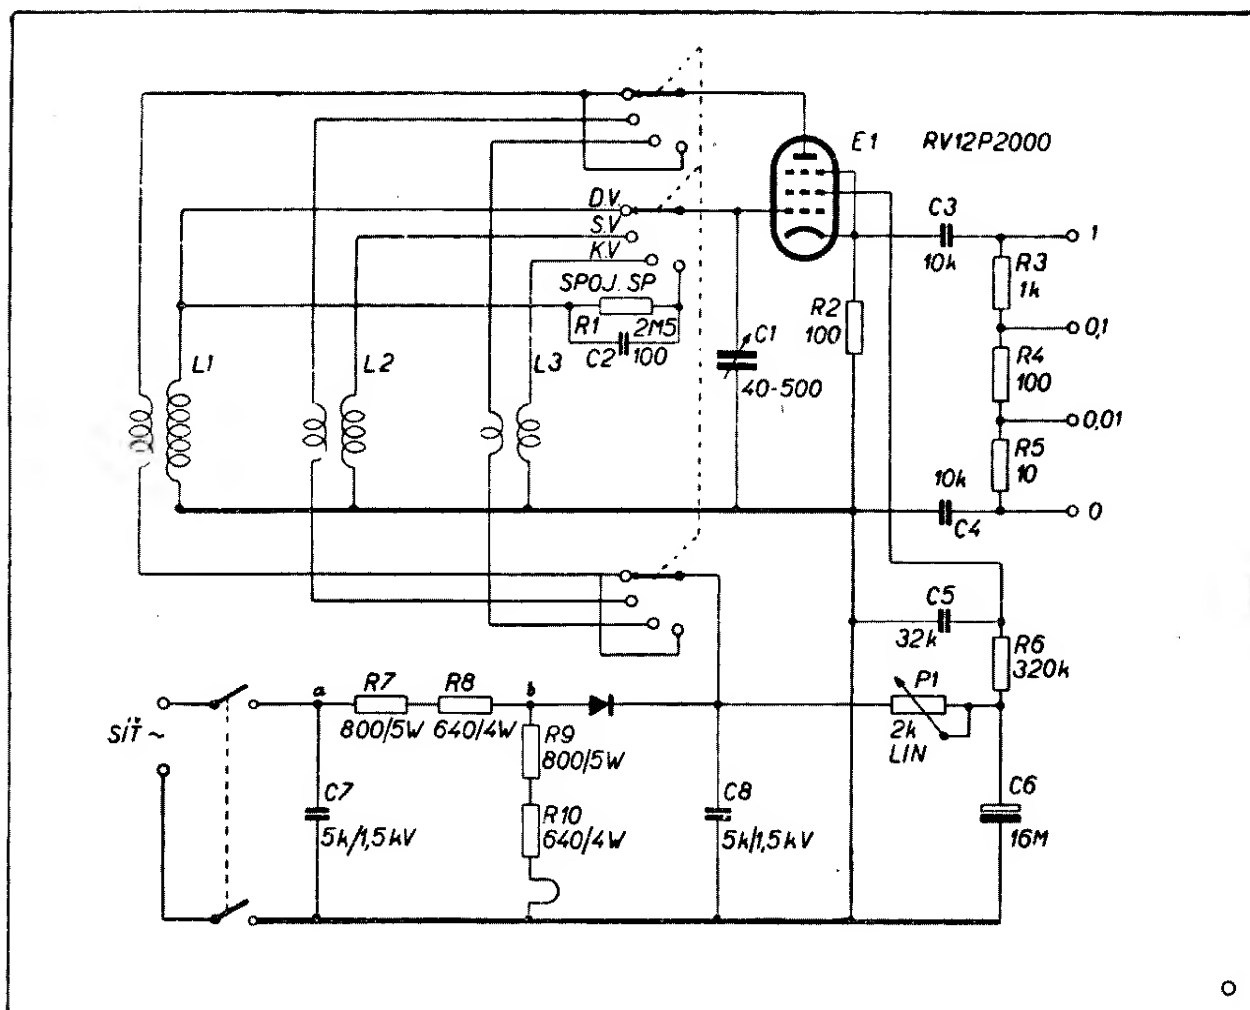 E1 RV12P2000
D.V.
S.V
K.V
SPOJ. SP
R1 2M5
C2 100
L1
L2
L3
C1
40-500
R2
100
C3
10k
1
R3
1k
0,1
R4
100
0,01
R5
10
10k
C4
0
C5
32k
R6
320k
P1
2k
LIN
C6
16M
SÍŤ ~
a
R7
800/5W
R8
640/4W
b
R9
800/5W
R10
640/4W
C7
5k/1,5kV
C8
5k/1,5kV